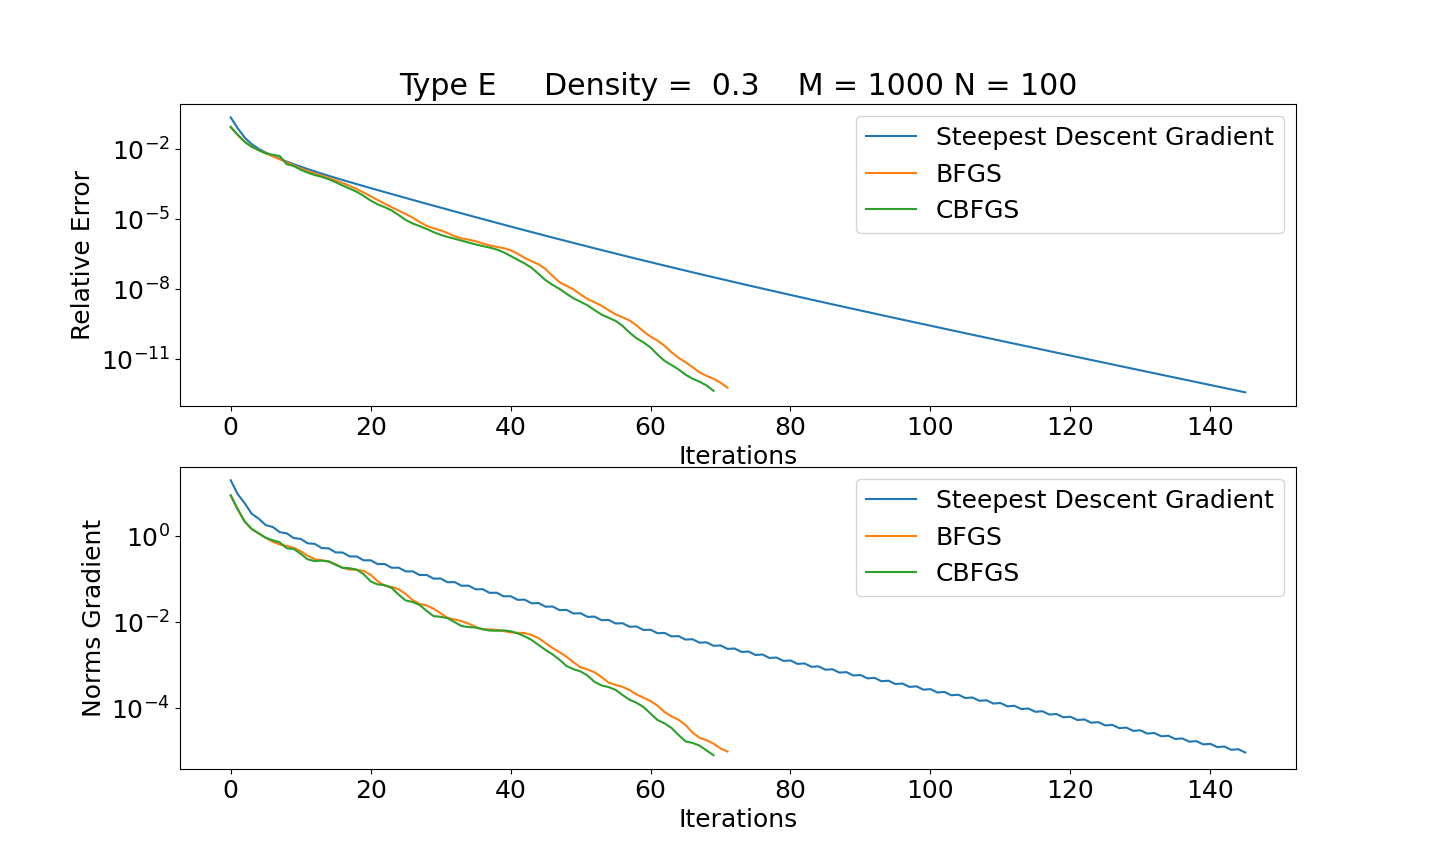 Type E Density = 0.3 M = 1000 N = 100
Relative Error
10^-2
10^-5
10^-8
10^-11
Steepest Descent Gradient
BFGS
CBFGS
0 20 40 60 80 100 120 140
Iterations
Norms Gradient
10^0
10^-2
10^-4
Steepest Descent Gradient
BFGS
CBFGS
0 20 40 60 80 100 120 140
Iterations